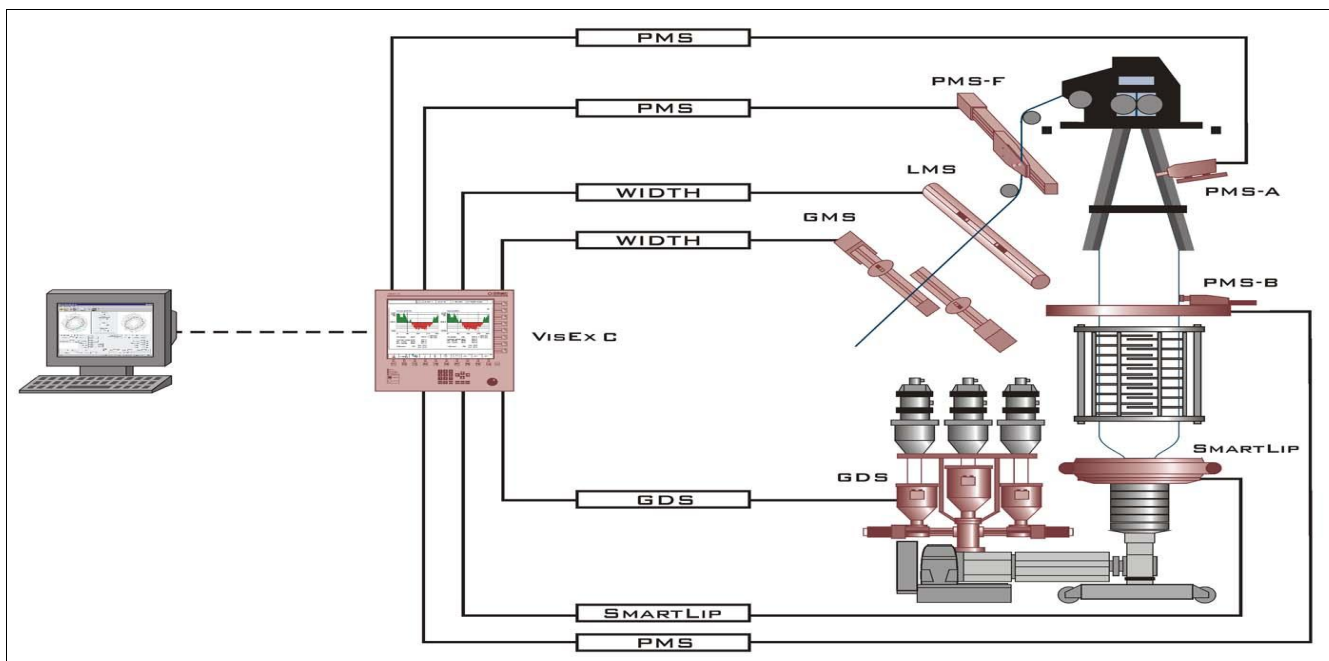 PMS
PMS
PMS-F
LMS
WIDTH
PMS-A
GMS
WIDTH
PMS-B
VISEX C
SMARTLIP
GDS
GDS
SMARTLIP
PMS